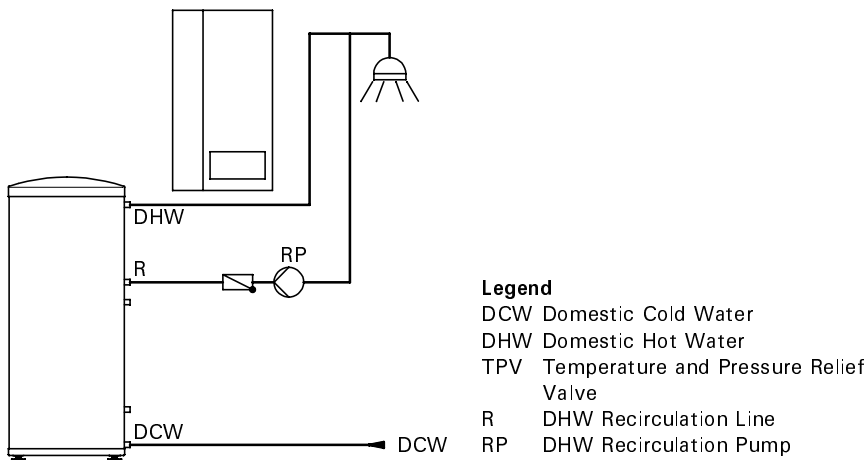 DHW
R
RP
DCW
DCW
Legend
DCW Domestic Cold Water
DHW Domestic Hot Water
TPV Temperature and Pressure Relief
Valve
R DHW Recirculation Line
RP DHW Recirculation Pump